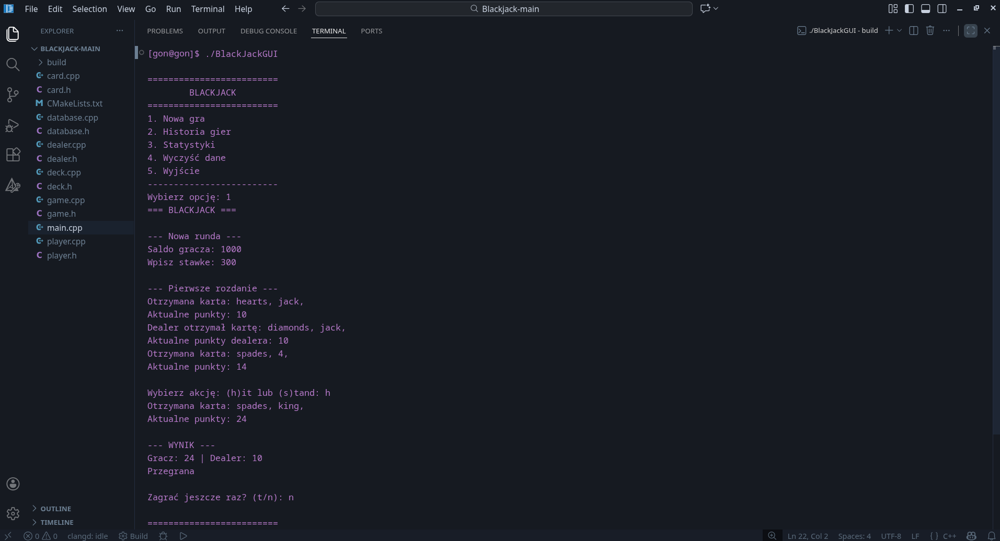 File Edit Selection View Go Run Terminal Help
Blackjack-main
EXPLORER
BLACKJACK-MAIN
build
card.cpp
card.h
CMakeLists.txt
database.cpp
database.h
dealer.cpp
dealer.h
deck.cpp
deck.h
game.cpp
game.h
main.cpp
player.cpp
player.h
OUTLINE
TIMELINE
PROBLEMS OUTPUT DEBUG CONSOLE TERMINAL PORTS
./BlackJackGUI - build
[gon@gon]$ ./BlackJackGUI
=========================
BLACKJACK
=========================
1. Nowa gra
2. Historia gier
3. Statystyki
4. Wyczyść dane
5. Wyjście
-------------------------
Wybierz opcję: 1
=== BLACKJACK ===
--- Nowa runda ---
Saldo gracza: 1000
Wpisz stawke: 300
--- Pierwsze rozdanie ---
Otrzymana karta: hearts, jack,
Aktualne punkty: 10
Dealer otrzymał kartę: diamonds, jack,
Aktualne punkty dealera: 10
Otrzymana karta: spades, 4,
Aktualne punkty: 14
Wybierz akcję: (h)it lub (s)tand: h
Otrzymana karta: spades, king,
Aktualne punkty: 24
--- WYNIK ---
Gracz: 24 | Dealer: 10
Przegrana
Zagrać jeszcze raz? (t/n): n
=========================
0 0 clangd: idle Build
Ln 22, Col 2 Spaces: 4 UTF-8 LF { } C++